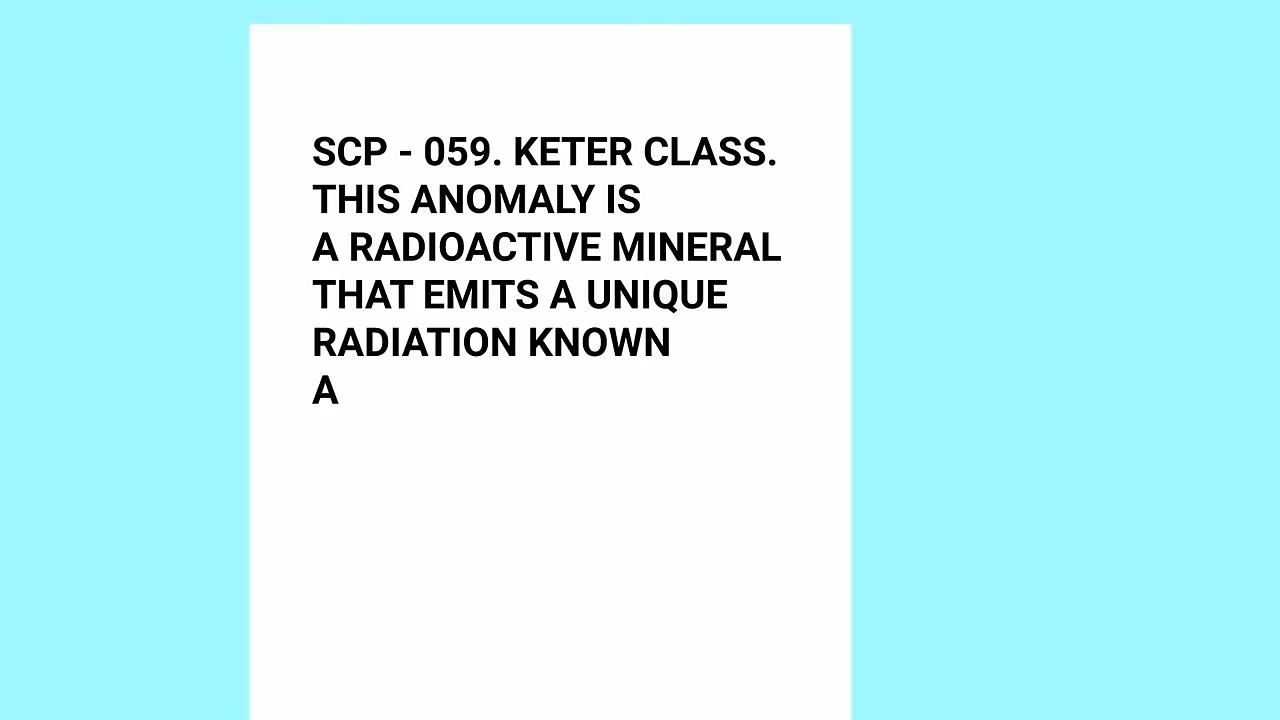 SCP - 059. KETER CLASS.
THIS ANOMALY IS
A RADIOACTIVE MINERAL
THAT EMITS A UNIQUE
RADIATION KNOWN
A